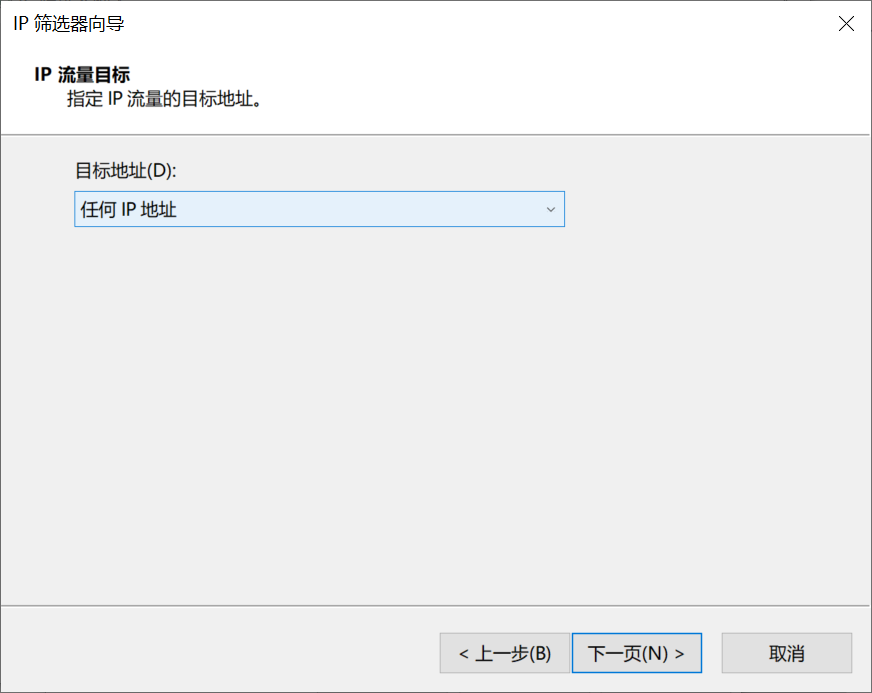 IP 筛选器向导
IP 流量目标
指定 IP 流量的目标地址。
目标地址(D):
任何 IP 地址
< 上一步(B)
下一页(N) >
取消